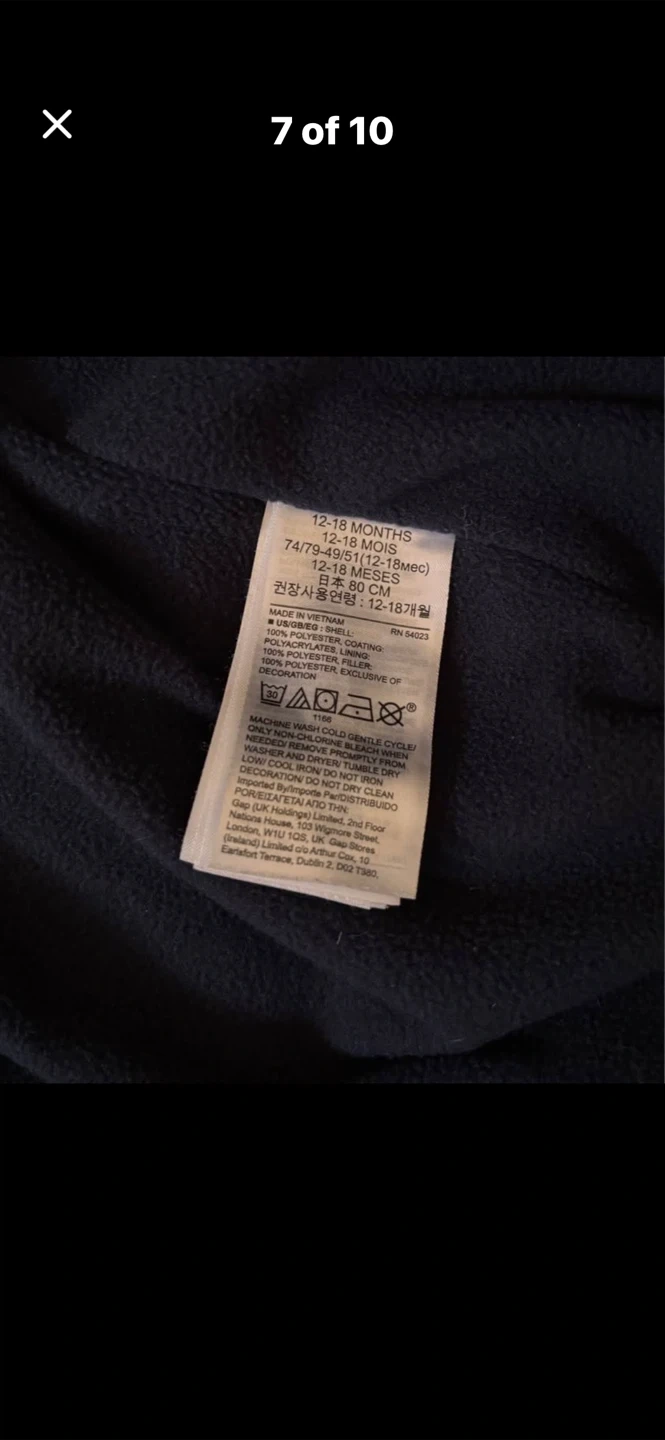 7 of 10
12-18 MONTHS
12-18 MOIS
74/79-49/51(12-18мес)
12-18 MESES
日本 80 CM
권장사용연령 : 12-18개월
MADE IN VIETNAM
RN 54023
■ US/GB/EG : SHELL:
100% POLYESTER, COATING:
POLYACRYLATES, LINING:
100% POLYESTER, FILLER:
100% POLYESTER, EXCLUSIVE OF
DECORATION
30
®
1166
MACHINE WASH COLD GENTLE CYCLE/
ONLY NON-CHLORINE BLEACH WHEN
NEEDED/ REMOVE PROMPTLY FROM
WASHER AND DRYER/ TUMBLE DRY
LOW/ COOL IRON/ DO NOT IRON
DECORATION/ DO NOT DRY CLEAN
Imported By/Importe Par/DISTRIBUIDO
POR/ΕΙΣΑΓΕΤΑΙ ΑΠΟ ΤΗΝ:
Gap (UK Holdings) Limited, 2nd Floor
Nations House, 103 Wigmore Street,
London, W1U 1QS, UK Gap Stores
(Ireland) Limited c/o Arthur Cox, 10
Earlsfort Terrace, Dublin 2, D02 T380,